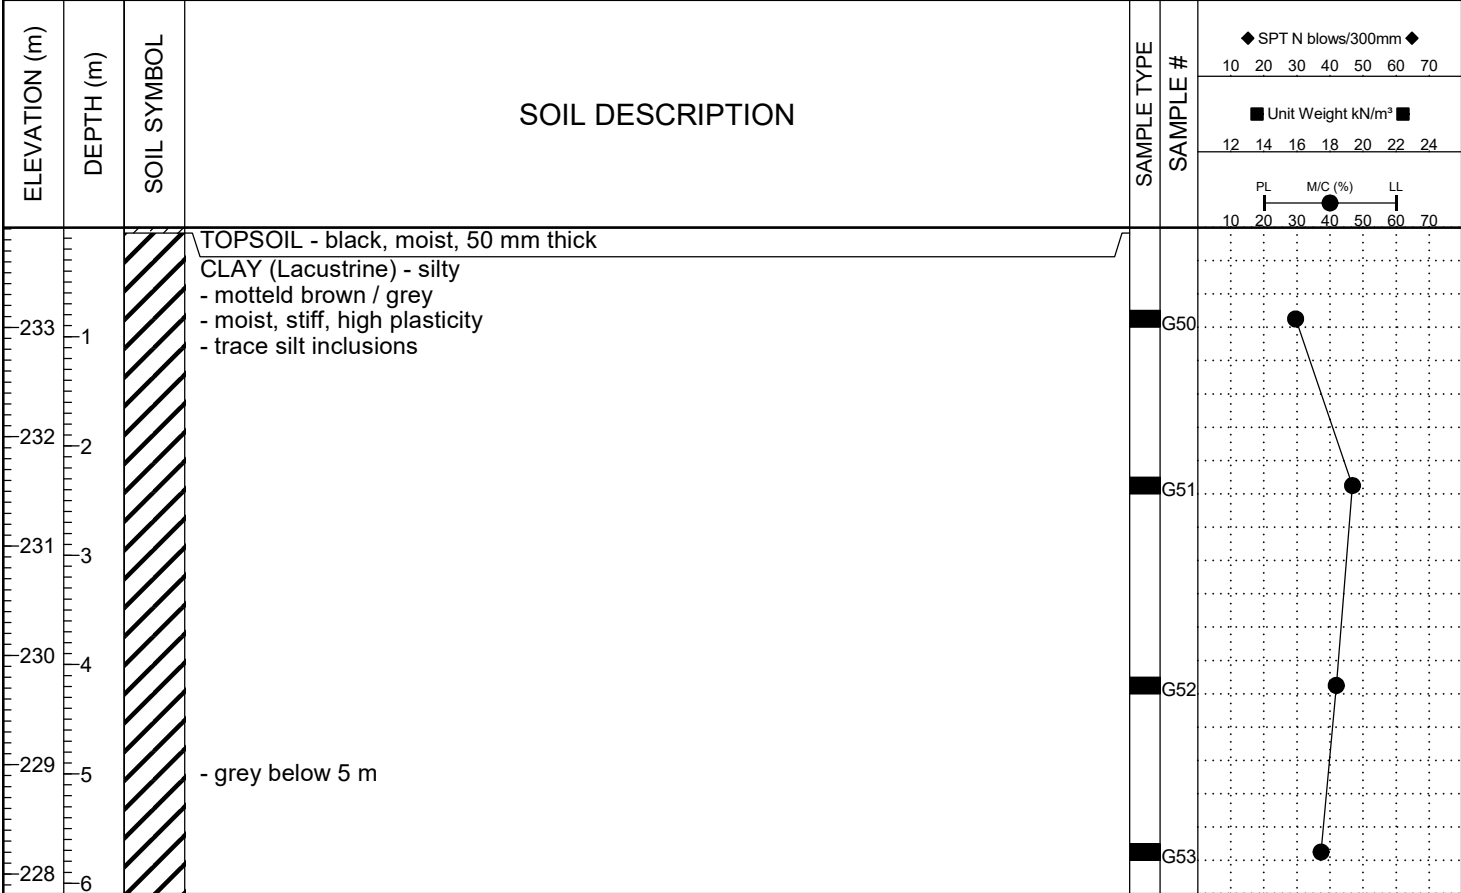 ELEVATION (m)
DEPTH (m)
SOIL SYMBOL
SOIL DESCRIPTION
SAMPLE TYPE
SAMPLE #
◆ SPT N blows/300mm ◆
10 20 30 40 50 60 70
■ Unit Weight kN/m³ ■
12 14 16 18 20 22 24
PL M/C (%) LL
10 20 30 40 50 60 70
TOPSOIL - black, moist, 50 mm thick
CLAY (Lacustrine) - silty
- motteld brown / grey
- moist, stiff, high plasticity
- trace silt inclusions
233
1
G50
232
2
G51
231
3
230
4
G52
229
5
- grey below 5 m
G53
228
6